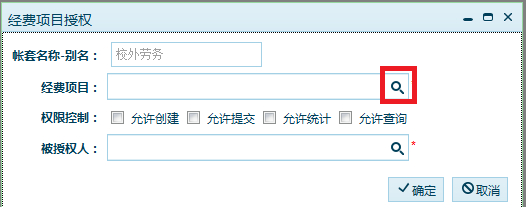 经费项目授权
帐套名称-别名： 校外劳务
经费项目：
权限控制： 允许创建 允许提交 允许统计 允许查询
被授权人： *
确定 取消